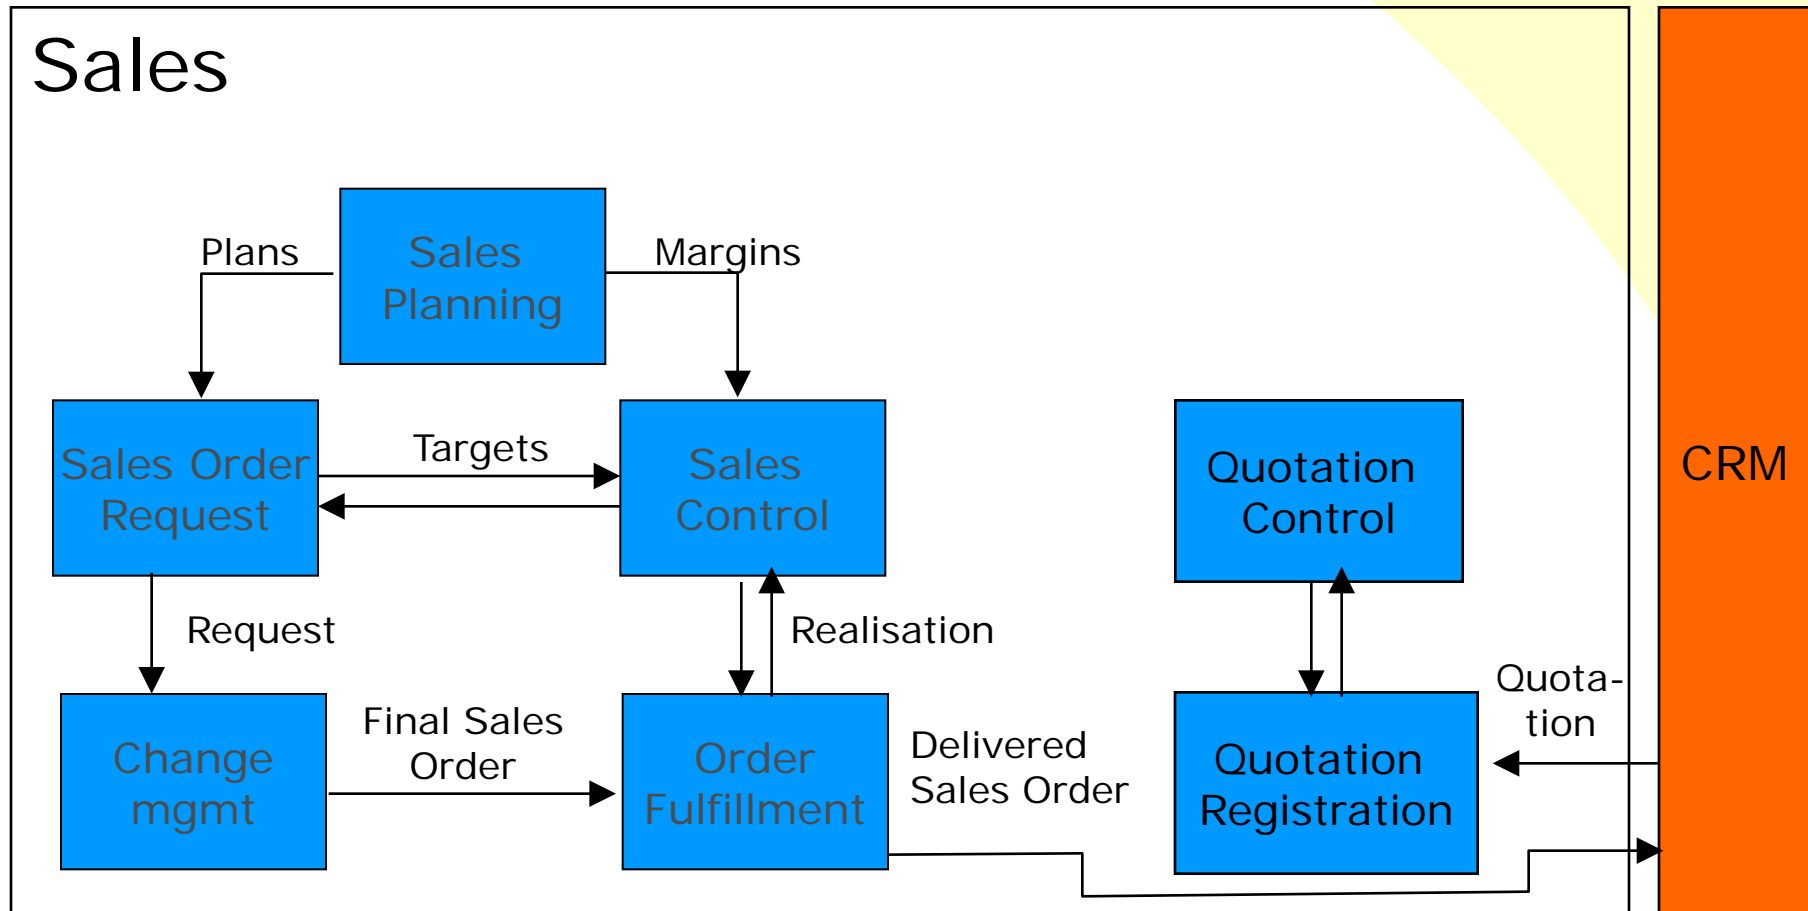 Sales
Plans
Sales
Planning
Margins
Sales Order
Request
Targets
Sales
Control
Quotation
Control
CRM
Request
Realisation
Change
mgmt
Final Sales
Order
Order
Fulfillment
Delivered
Sales Order
Quotation
Registration
Quota-
tion